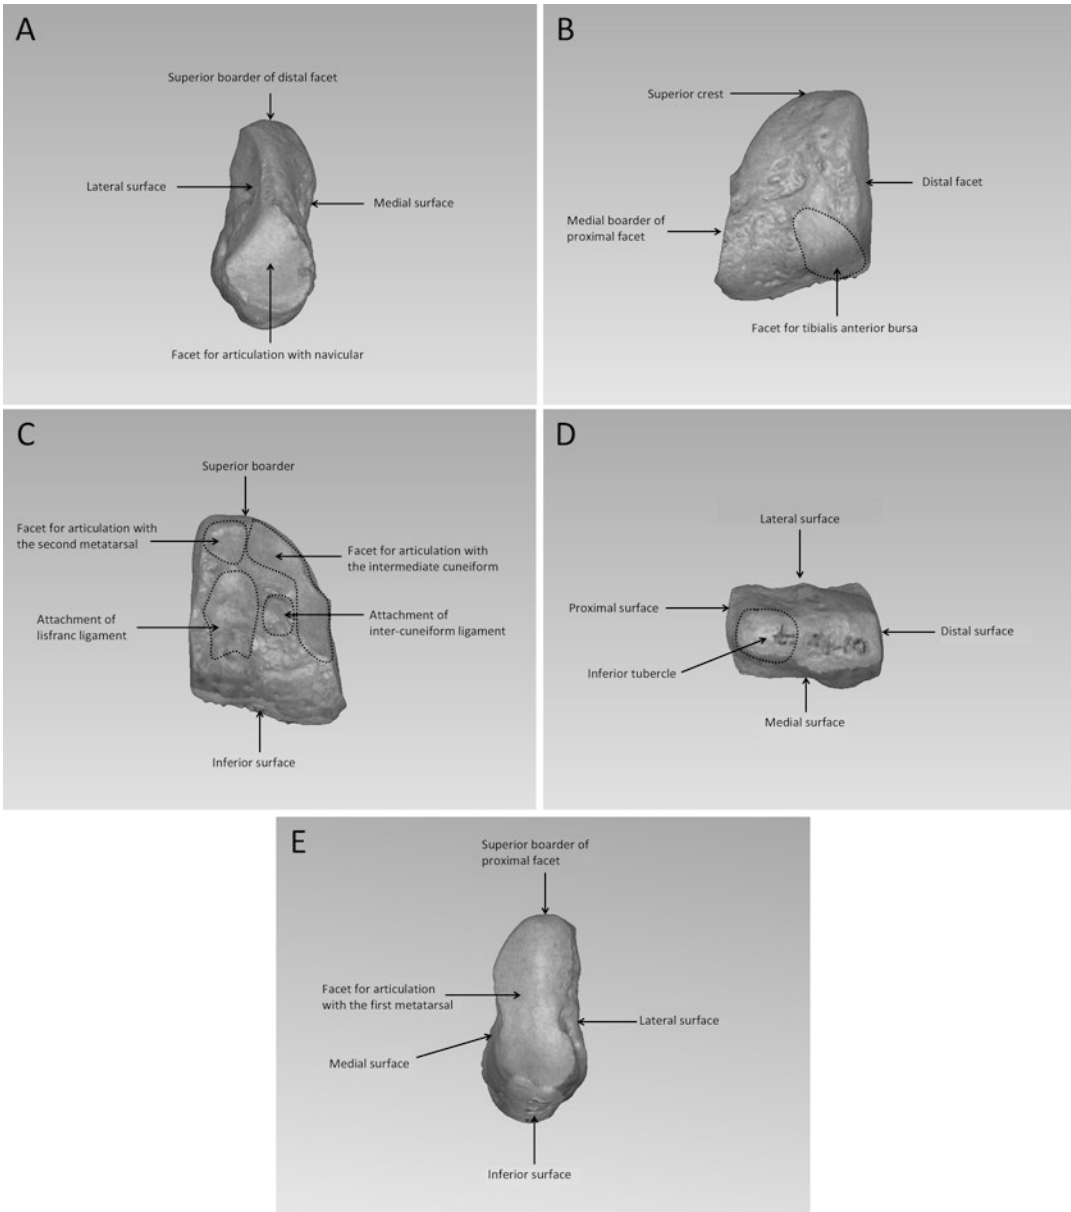 A
Superior boarder of distal facet
Lateral surface
Medial surface
Facet for articulation with navicular
B
Superior crest
Distal facet
Medial boarder of
proximal facet
Facet for tibialis anterior bursa
C
Superior boarder
Facet for articulation with
the second metatarsal
Facet for articulation with
the intermediate cuneiform
Attachment of
lisfranc ligament
Attachment of
inter-cuneiform ligament
Inferior surface
D
Lateral surface
Proximal surface
Distal surface
Inferior tubercle
Medial surface
E
Superior boarder of
proximal facet
Facet for articulation
with the first metatarsal
Lateral surface
Medial surface
Inferior surface